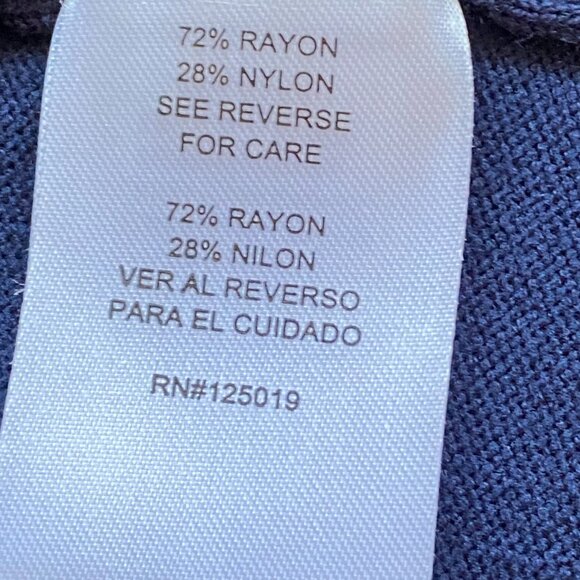 72% RAYON
28% NYLON
SEE REVERSE
FOR CARE
72% RAYON
28% NILON
VER AL REVERSO
PARA EL CUIDADO
RN#125019